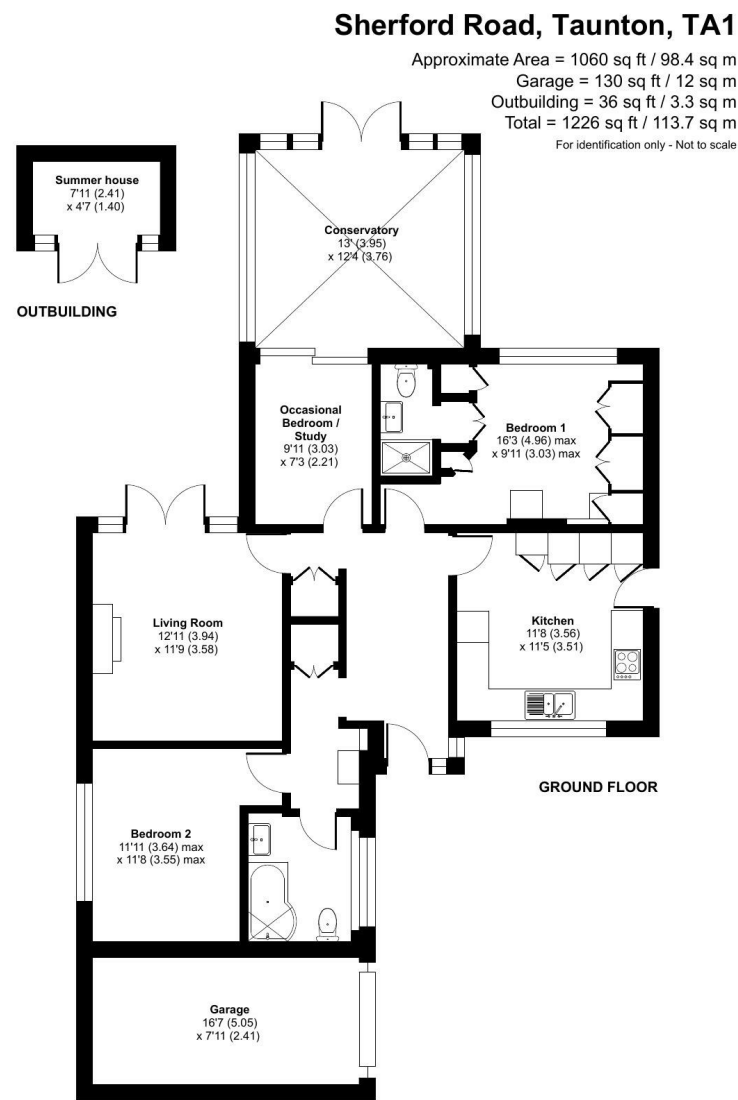 Sherford Road, Taunton, TA1
Approximate Area = 1060 sq ft / 98.4 sq m
Garage = 130 sq ft / 12 sq m
Outbuilding = 36 sq ft / 3.3 sq m
Total = 1226 sq ft / 113.7 sq m
For identification only - Not to scale
Summer house
7'11 (2.41)
x 4'7 (1.40)
OUTBUILDING
Conservatory
13' (3.95)
x 12'4 (3.76)
Occasional
Bedroom /
Study
9'11 (3.03)
x 7'3 (2.21)
Bedroom 1
16'3 (4.96) max
x 9'11 (3.03) max
Living Room
12'11 (3.94)
x 11'9 (3.58)
Kitchen
11'8 (3.56)
x 11'5 (3.51)
GROUND FLOOR
Bedroom 2
11'11 (3.64) max
x 11'8 (3.55) max
Garage
16'7 (5.05)
x 7'11 (2.41)